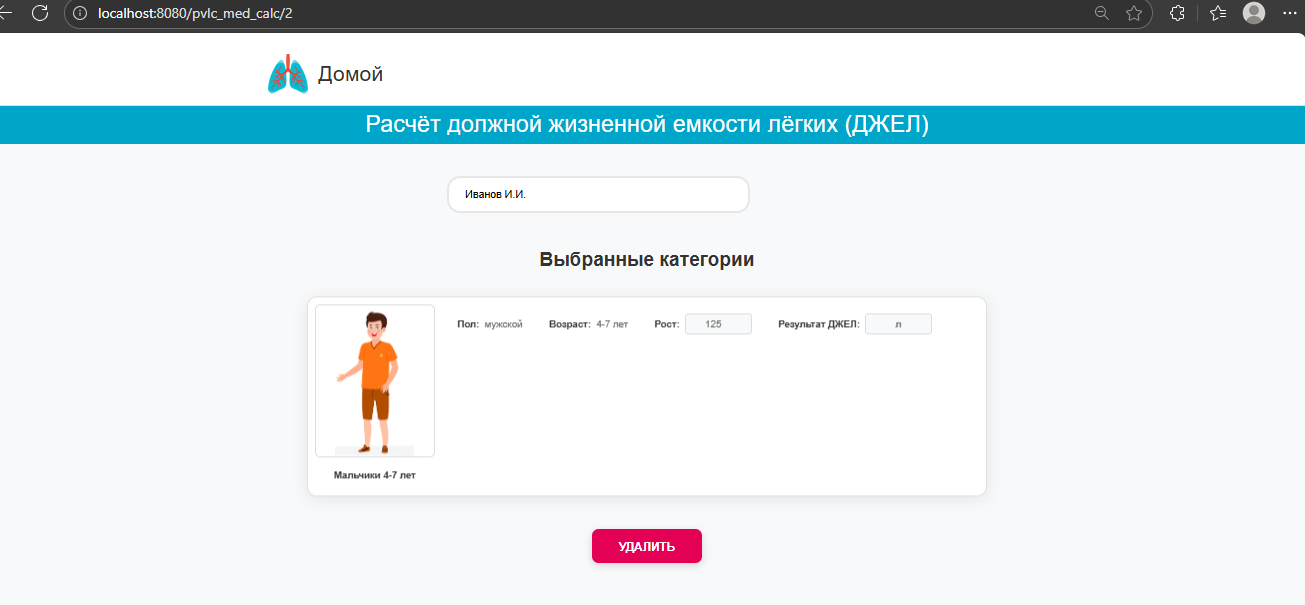 localhost:8080/pvlc_med_calc/2
Домой
Расчёт должной жизненной емкости лёгких (ДЖЕЛ)
Иванов И.И.
Выбранные категории
Пол: мужской Возраст: 4-7 лет Рост: 125 Результат ДЖЕЛ: л
Мальчики 4-7 лет
УДАЛИТЬ